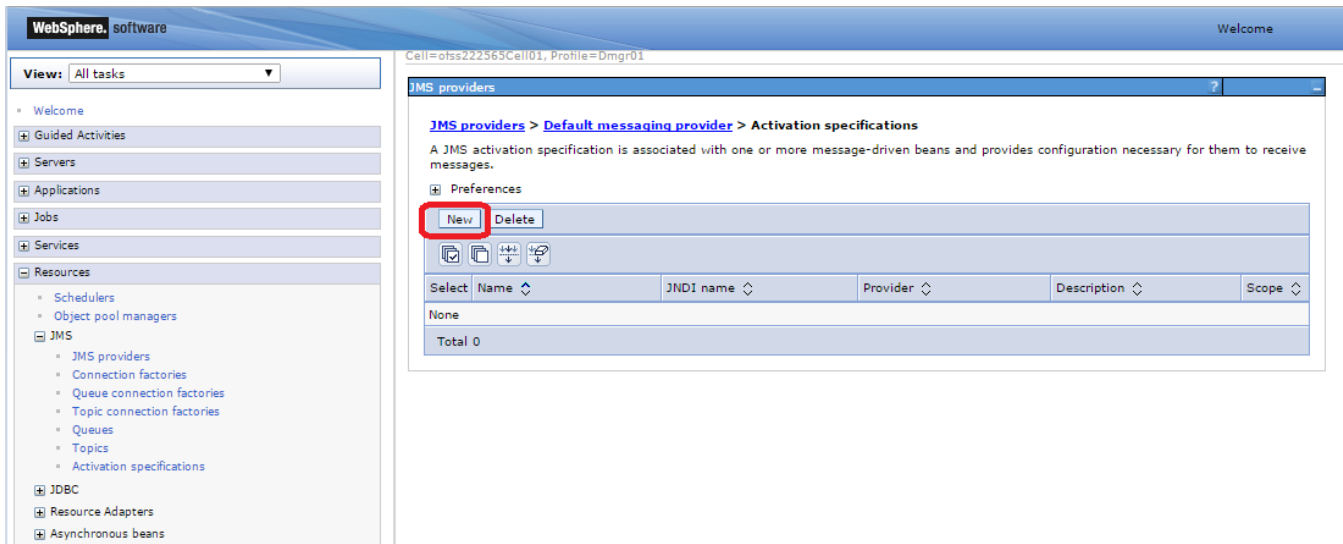 WebSphere. software
Welcome
View: All tasks
Cell=ofss222565Cell01, Profile=Dmgr01
Welcome
Guided Activities
Servers
Applications
Jobs
Services
Resources
Schedulers
Object pool managers
JMS
JMS providers
Connection factories
Queue connection factories
Topic connection factories
Queues
Topics
Activation specifications
JDBC
Resource Adapters
Asynchronous beans
JMS providers ? -
JMS providers > Default messaging provider > Activation specifications
A JMS activation specification is associated with one or more message-driven beans and provides configuration necessary for them to receive
messages.
Preferences
New Delete
Select Name JNDI name Provider Description Scope
None
Total 0